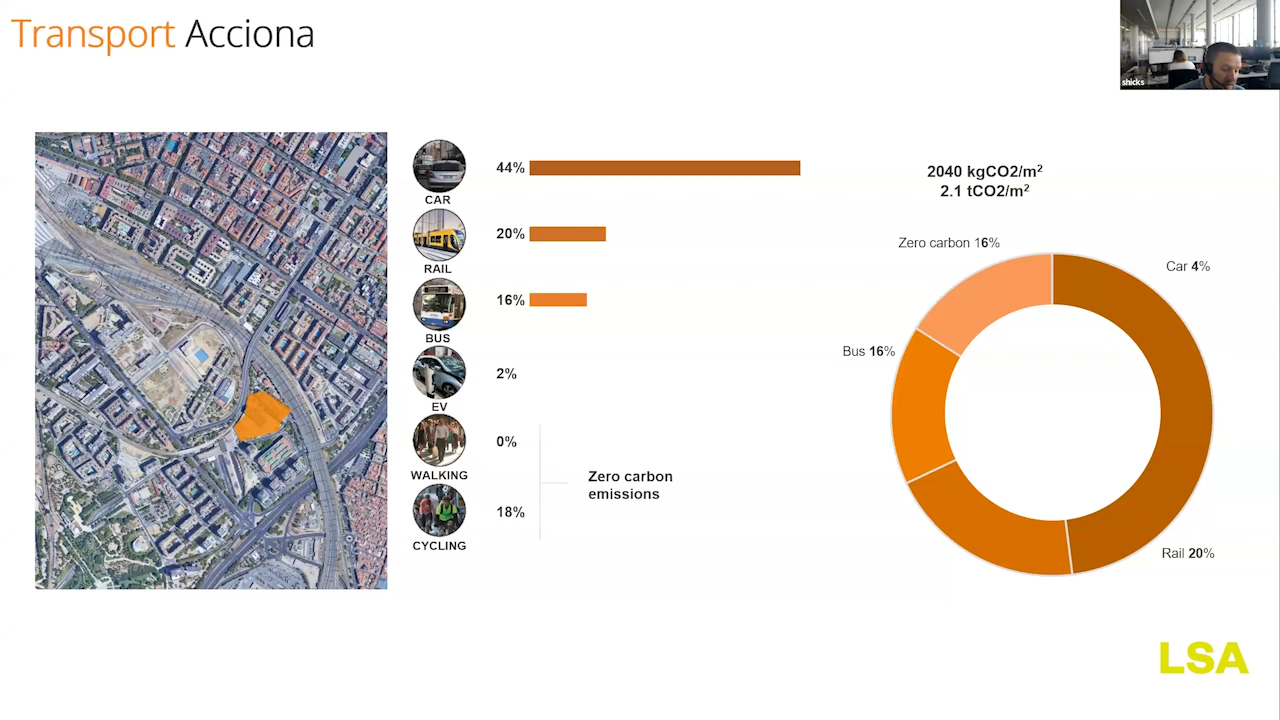 Transport Acciona
shicks
44%
CAR
20%
RAIL
16%
BUS
2%
EV
0%
WALKING
18%
CYCLING
Zero carbon
emissions
2040 kgCO2/m²
2.1 tCO2/m²
Zero carbon 16%
Car 4%
Bus 16%
Rail 20%
LSA